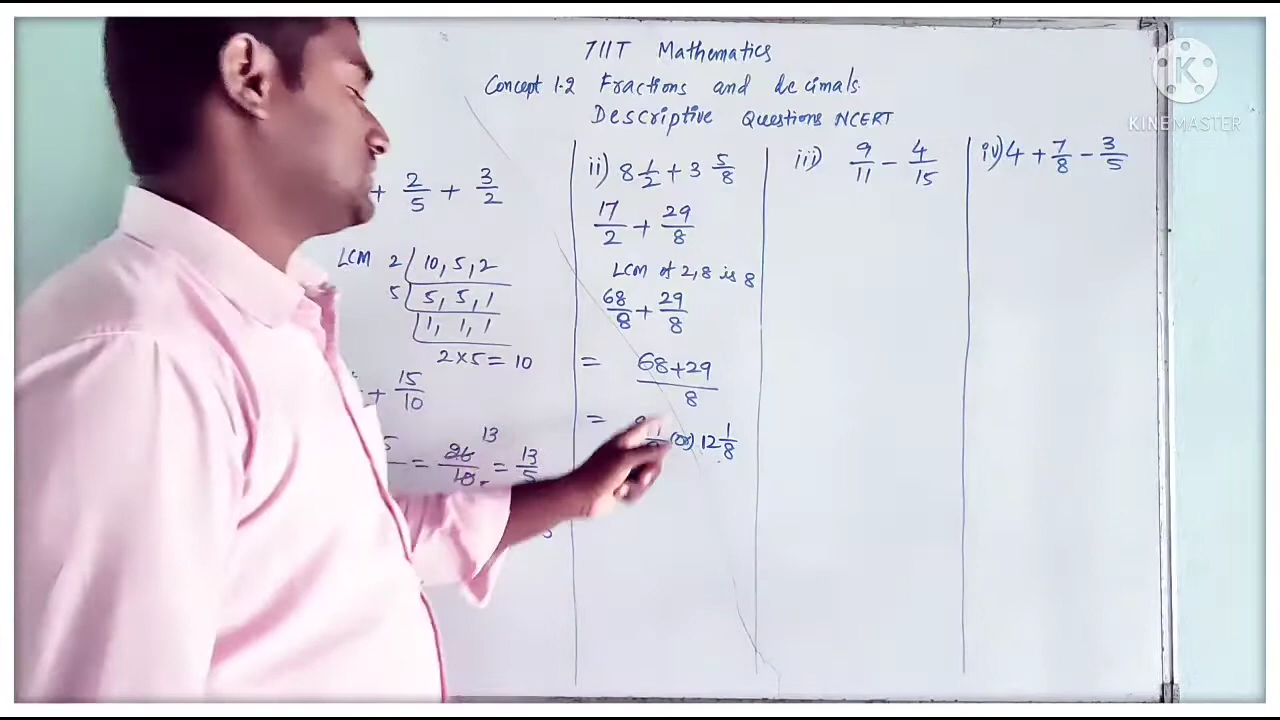 7IIT Mathematics
Concept 1.2 Fractions and decimals.
Descriptive Questions NCERT
K
KINEMASTER
+ 2/5 + 3/2
LCM 2 | 10, 5, 2
5 | 5, 5, 1
1, 1, 1
2×5 = 10
+ 15/10
= 26/10 = 13/5
13
ii) 8 1/2 + 3 5/8
17/2 + 29/8
LCM of 2,8 is 8
68/8 + 29/8
= 68+29/8
= (or) 12 1/8
iii) 9/11 - 4/15
iv) 4 + 7/8 - 3/5